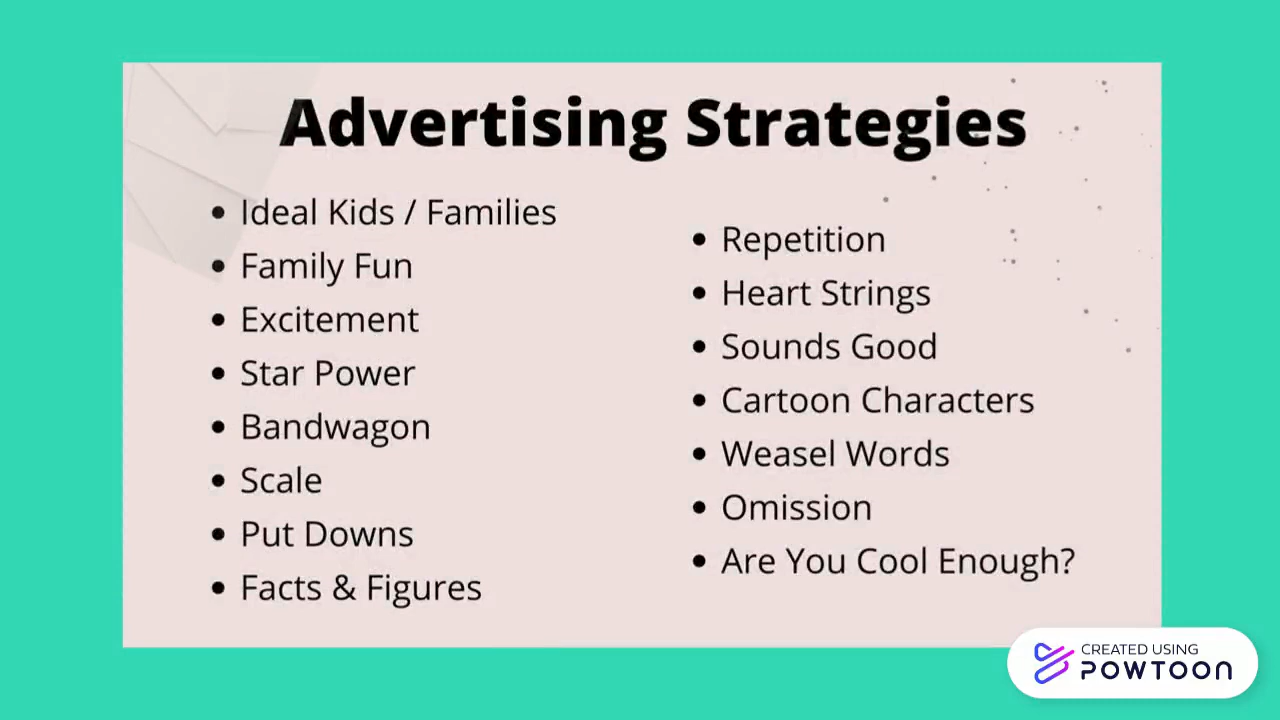 Advertising Strategies
• Ideal Kids / Families
• Family Fun
• Excitement
• Star Power
• Bandwagon
• Scale
• Put Downs
• Facts & Figures
• Repetition
• Heart Strings
• Sounds Good
• Cartoon Characters
• Weasel Words
• Omission
• Are You Cool Enough?
CREATED USING
POWTOON